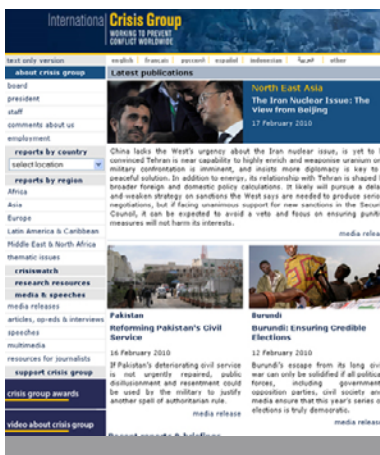 International Crisis Group
WORKING TO PREVENT
CONFLICT WORLDWIDE
text only version
english français русский español indonesian عربية other
about crisis group
board
president
staff
comments about us
employment
reports by country
select location
reports by region
Africa
Asia
Europe
Latin America & Caribbean
Middle East & North Africa
thematic issues
crisiswatch
research resources
media & speeches
media releases
articles, op-eds & interviews
speeches
multimedia
resources for journalists
support crisis group
crisis group awards
video about crisis group
Latest publications
North East Asia
The Iron Nuclear Issue: The
View from Beijing
17 February 2010
China lacks the West's urgency about the Iran nuclear issue, is yet to
convinced Tehran is near capability to highly enrich and weaponise uranium or
military confrontation is imminent, and insists more diplomacy is key to
peaceful solution. In addition to energy, its relationship with Tehran is shaped
broader foreign and domestic policy calculations. It likely will pursue a dela
and-weaken strategy on sanctions the West says are needed to produce serio
negotiations, but if facing unanimous support for new sanctions in the Secur
Council, it can be expected to avoid a veto and focus on ensuring puniti
measures will not harm its interests.
media relea
Pakistan
Reforming Pakistan's Civil
Service
16 February 2010
If Pakistan's deteriorating civil service
is not urgently repaired, public
disillusionment and resentment could
be used by the military to justify
another spell of authoritarian rule.
media release
Burundi
Burundi: Ensuring Credible
Elections
12 February 2010
Burundi's escape from its long civi
war can only be solidified if all politica
forces, including government
opposition parties, civil society an
media ensure that this year's series o
elections is truly democratic.
media relea